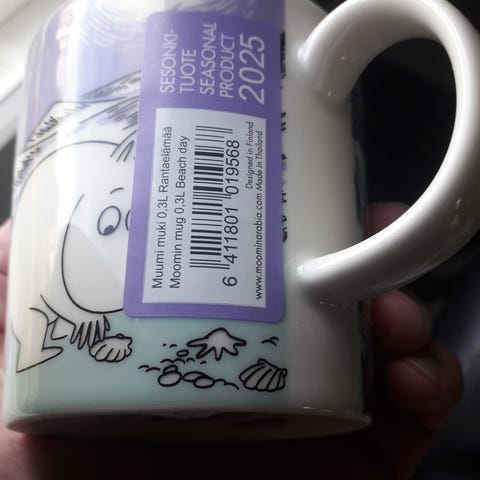 SESONKI-
TUOTE
SEASONAL
PRODUCT
2025
Muumi muki 0,3L Rantaelämää
Moomin mug 0,3L Beach day
6 411801 019568
Designed in Finland
www.moominarabia.com Made in Thailand